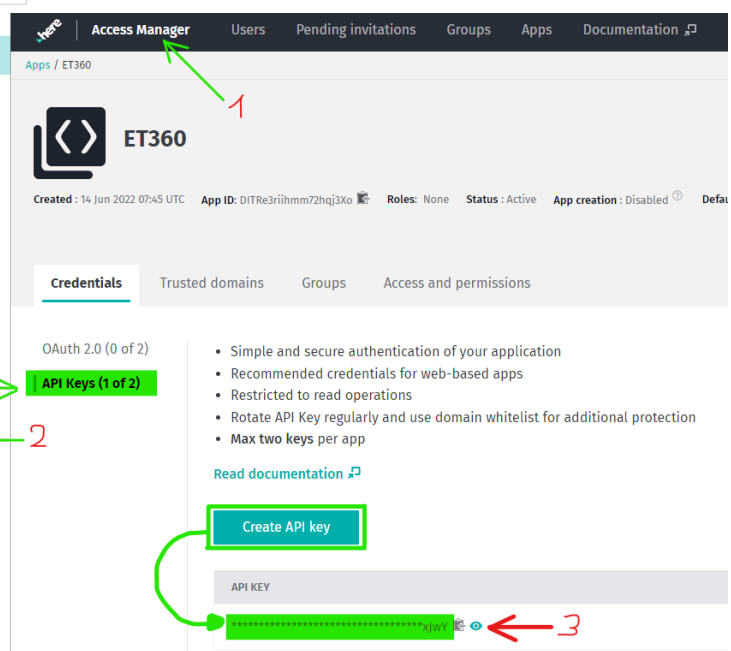 here Access Manager Users Pending invitations Groups Apps Documentation
Apps / ET360
1
ET360
Created : 14 Jun 2022 07:45 UTC App ID: DITRe3riihmm72hqj3Xo Roles: None Status : Active App creation : Disabled ? Defau
Credentials Trusted domains Groups Access and permissions
OAuth 2.0 (0 of 2)
API Keys (1 of 2)
2
• Simple and secure authentication of your application
• Recommended credentials for web-based apps
• Restricted to read operations
• Rotate API Key regularly and use domain whitelist for additional protection
• Max two keys per app
Read documentation
Create API key
API KEY
***********************************xJwY
3